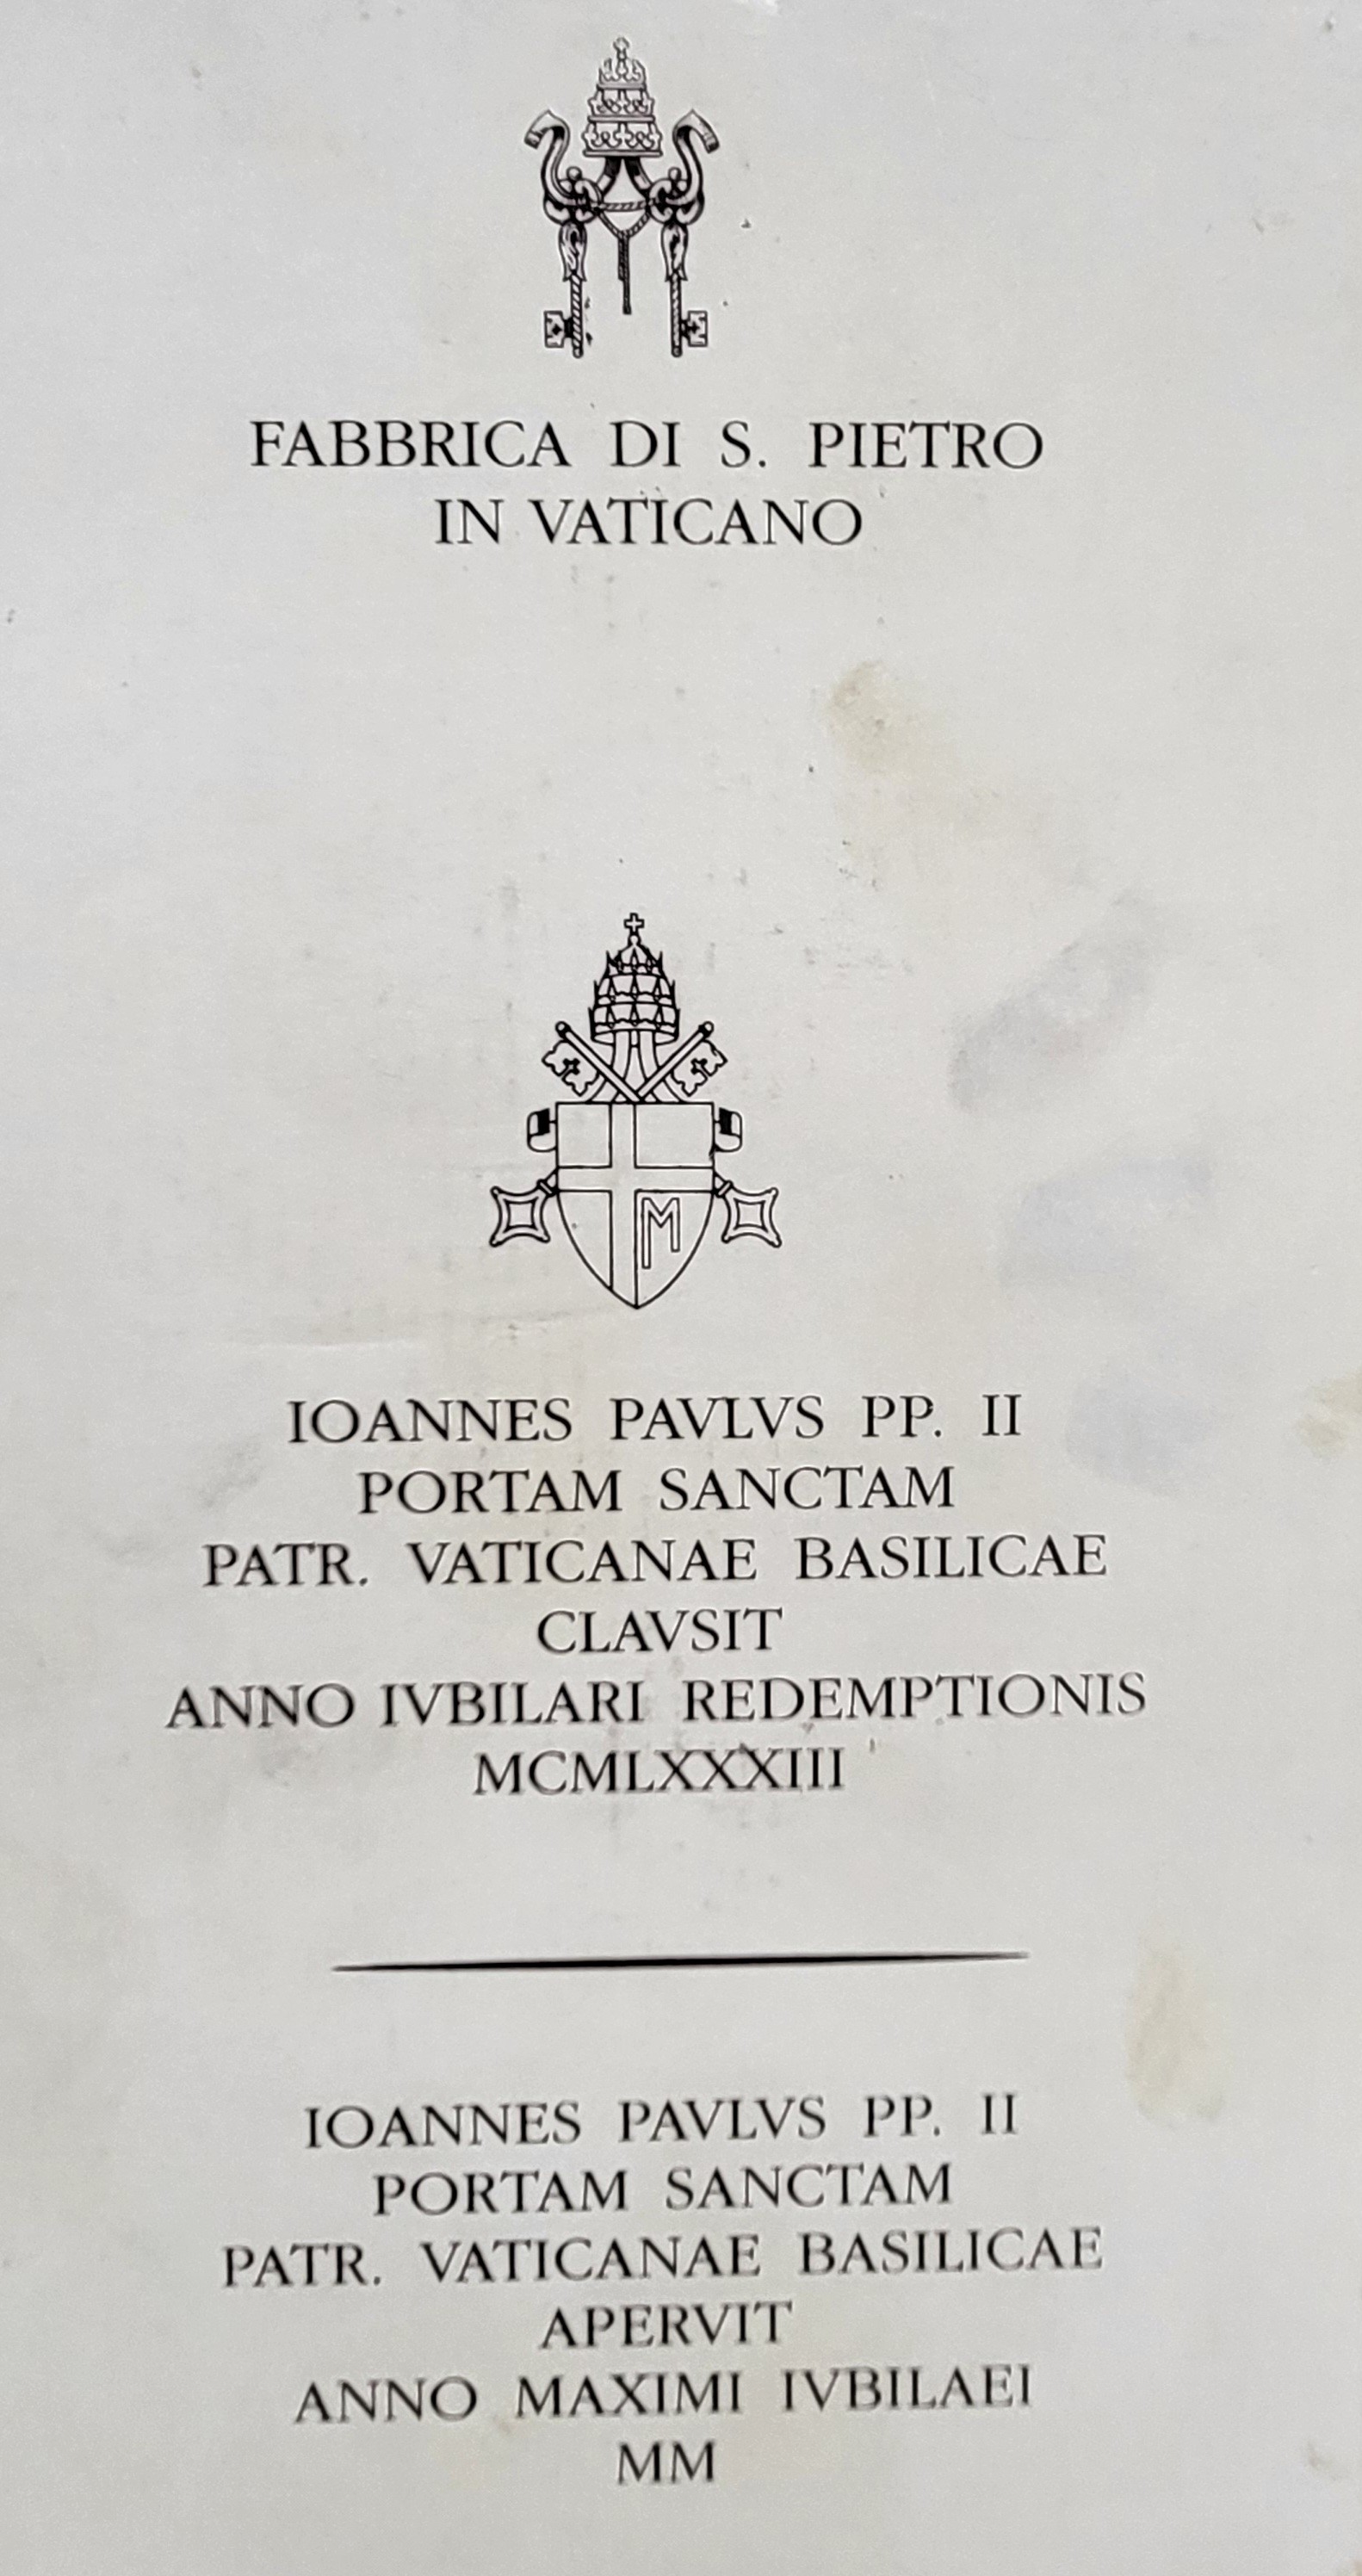 FABBRICA DI S. PIETRO
IN VATICANO
M
IOANNES PAVLVS PP. II
PORTAM SANCTAM
PATR. VATICANAE BASILICAE
CLAVSIT
ANNO IVBILARI REDEMPTIONIS
MCMLXXXIII
IOANNES PAVLVS PP. II
PORTAM SANCTAM
PATR. VATICANAE BASILICAE
APERVIT
ANNO MAXIMI IVBILAEI
MM